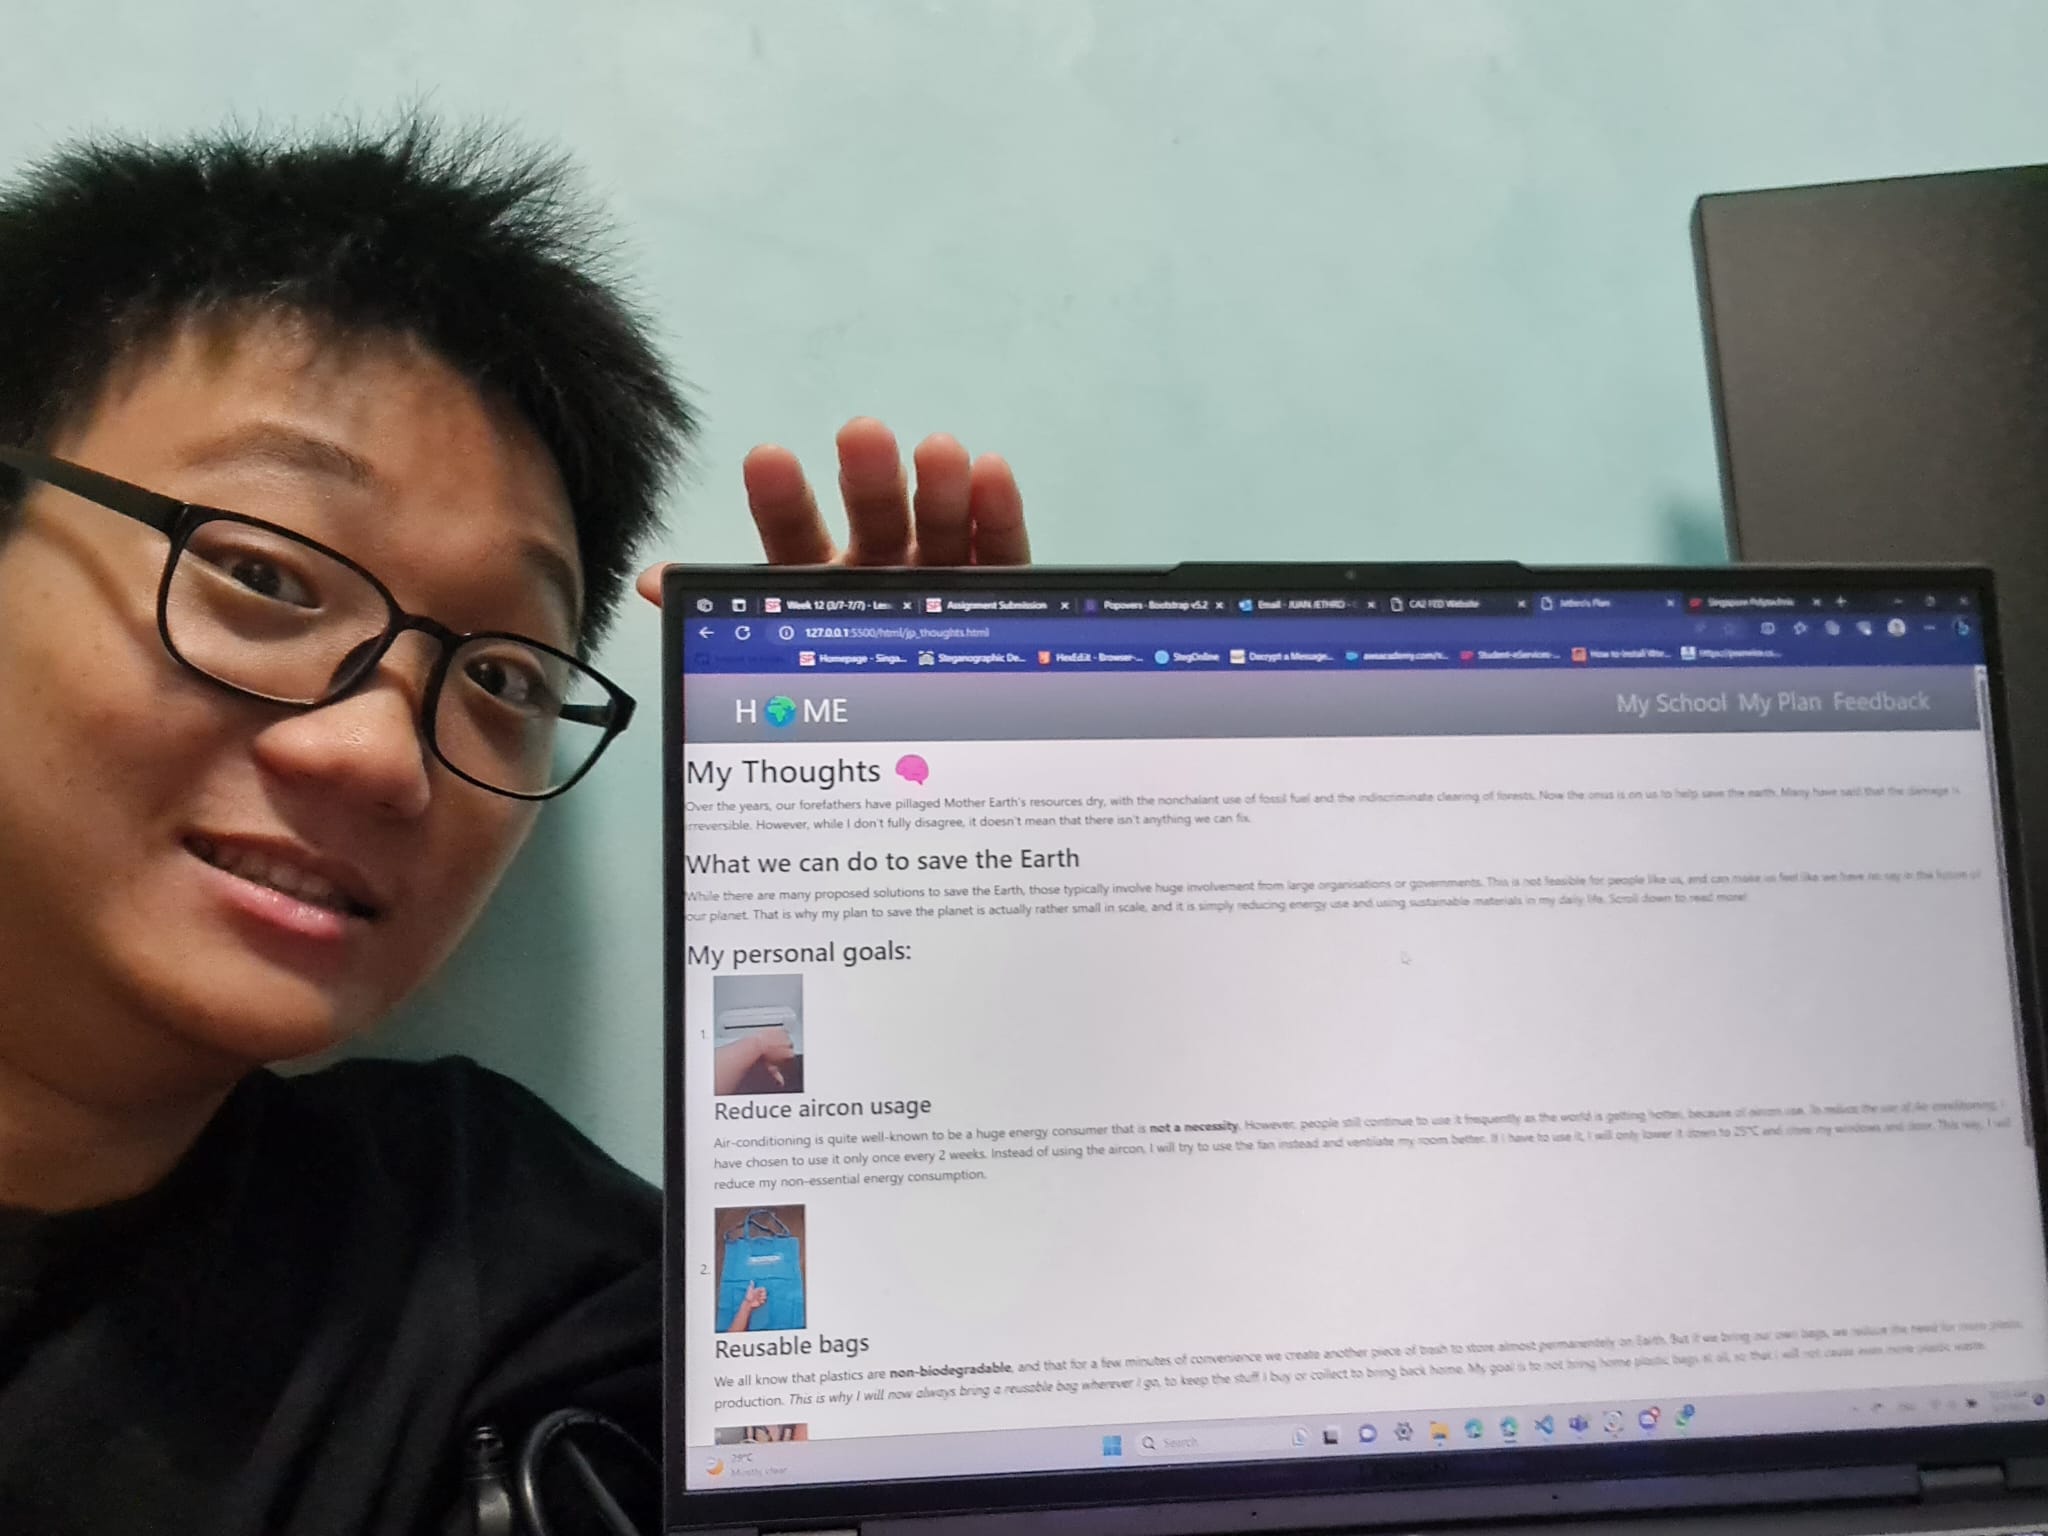 Week 12 (3/7-7/7) - Les
Assignment Submission
Popovers · Bootstrap v5.2
Email - JUAN JETHRO -
CA2 FED Website
Jethro's Plan
Singapore Polytechnic
127.0.0.1:5500/html/jp_thoughts.html
Homepage - Singa...
Steganographic De...
HexEd.it - Browser-...
StegOnline
Decrypt a Message...
awsacademy.com/v...
Student-eServices-...
How to Install
H ME
My School My Plan Feedback
My Thoughts
Over the years, our forefathers have pillaged Mother Earth's resources dry, with the nonchalant use of fossil fuel and the indiscriminate clearing of forests. Now the onus is on us to help save the earth. Many have said that the damage is
irreversible. However, while I don't fully disagree, it doesn't mean that there isn't anything we can fix.
What we can do to save the Earth
While there are many proposed solutions to save the Earth, those typically involve huge involvement from large organisations or governments. This is not feasible for people like us, and can make us feel like we have no say in the future of
our planet. That is why my plan to save the planet is actually rather small in scale, and it is simply reducing energy use and using sustainable materials in my daily life. Scroll down to read more!
My personal goals:
1.
Reduce aircon usage
Air-conditioning is quite well-known to be a huge energy consumer that is not a necessity. However, people still continue to use it frequently as the world is getting hotter, because of aircon use. To reduce the use of Air conditioning, I
have chosen to use it only once every 2 weeks. Instead of using the aircon, I will try to use the fan instead and ventilate my room better. If I have to use it, I will only lower it down to 25°C and close my windows and door. This way, I will
reduce my non-essential energy consumption.
2.
Reusable bags
We all know that plastics are non-biodegradable, and that for a few minutes of convenience we create another piece of trash to store almost permanentely on Earth. But if we bring our own bags, we reduce the need for more plastic
production. This is why I will now always bring a reusable bag wherever I go, to keep the stuff I buy or collect to bring back home. My goal is to not bring home plastic bags at all, so that I will not cause even more plastic waste.
29°C
Mostly clear
Search